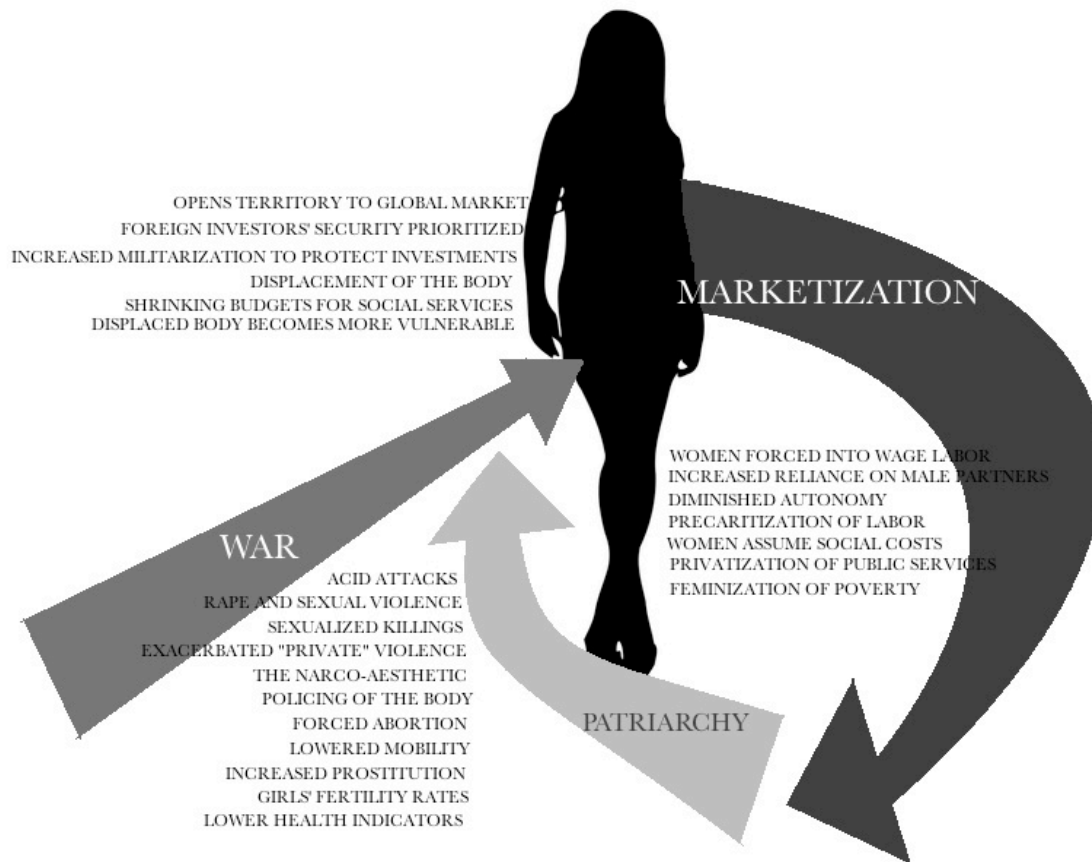 OPENS TERRITORY TO GLOBAL MARKET
FOREIGN INVESTORS' SECURITY PRIORITIZED
INCREASED MILITARIZATION TO PROTECT INVESTMENTS
DISPLACEMENT OF THE BODY
SHRINKING BUDGETS FOR SOCIAL SERVICES
DISPLACED BODY BECOMES MORE VULNERABLE
MARKETIZATION
WOMEN FORCED INTO WAGE LABOR
INCREASED RELIANCE ON MALE PARTNERS
DIMINISHED AUTONOMY
PRECARITIZATION OF LABOR
WOMEN ASSUME SOCIAL COSTS
PRIVATIZATION OF PUBLIC SERVICES
FEMINIZATION OF POVERTY
WAR
ACID ATTACKS
RAPE AND SEXUAL VIOLENCE
SEXUALIZED KILLINGS
EXACERBATED "PRIVATE" VIOLENCE
THE NARCO-AESTHETIC
POLICING OF THE BODY
FORCED ABORTION
LOWERED MOBILITY
INCREASED PROSTITUTION
GIRLS' FERTILITY RATES
LOWER HEALTH INDICATORS
PATRIARCHY